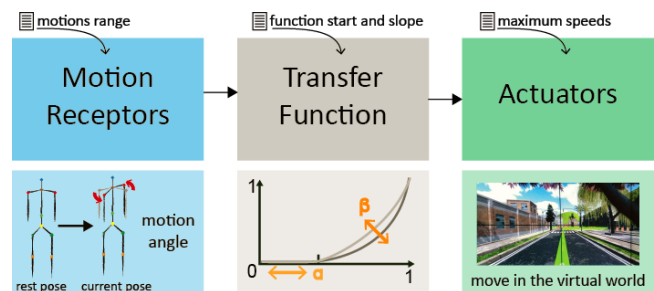 motions range
function start and slope
maximum speeds
Motion
Receptors
Transfer
Function
Actuators
motion
angle
rest pose
current pose
1
β
0
α
1
move in the virtual world